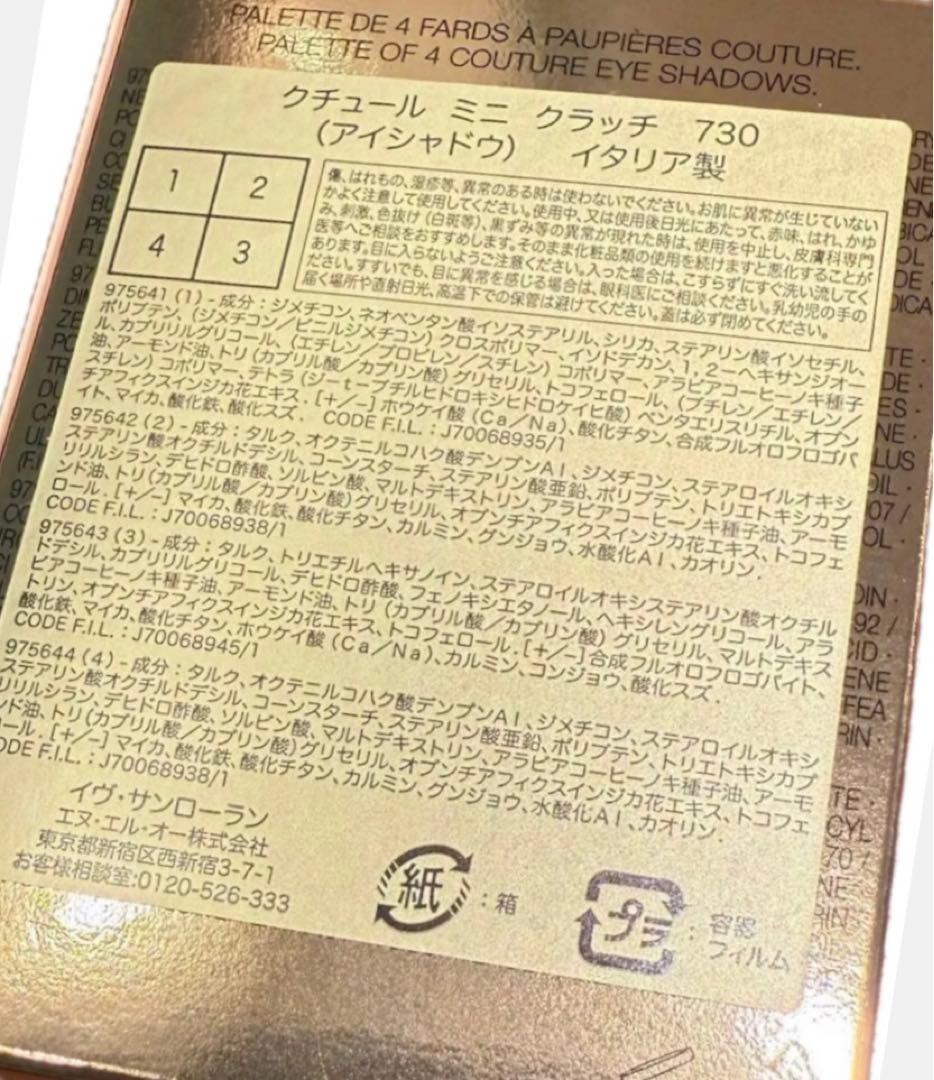 PALETTE DE 4 FARDS À PAUPIÈRES COUTURE.
PALETTE OF 4 COUTURE EYE SHADOWS.
クチュール ミニ クラッチ 730
(アイシャドウ) イタリア製
1 2
4 3
傷、はれもの、湿疹等、異常のある時は使わないでください。お肌に異常が生じていない
かよく注意して使用してください。使用中、又は使用後日光にあたって、赤味、はれ、かゆ
み、刺激、色抜け(白斑等)、黒ずみ等の異常が現れた時は、使用を中止し、皮膚科専門
医等へご相談をおすすめします。そのまま化粧品類の使用を続けますと悪化することが
あります。目に入らないようご注意ください。入った場合は、こすらずにすぐ洗い流してく
ださい。すすいでも、目に異常を感じる場合は、眼科医にご相談ください。乳幼児の手の
届く場所や直射日光、高温下での保管は避けてください。蓋は必ず閉めてください。
975641 (1) - 成分 : ジメチコン、ネオペンタン酸イソステアリル、シリカ、ステアリン酸イソセチル、
ポリブテン、(ジメチコン/ビニルジメチコン) クロスポリマー、イソドデカン、1,2-ヘキサンジオー
ル、カプリリルグリコール、(エチレン/プロピレン/スチレン) コポリマー、アラビアコーヒーノキ種子
油、アーモンド油、トリ (カプリル酸/カプリン酸) グリセリル、トコフェロール、(ブチレン/エチレン/
スチレン) コポリマー、テトラ (ジ-t-ブチルヒドロキシヒドロケイヒ酸) ペンタエリスリチル、オプン
チアフィクスインジカ花エキス . [+/−] ホウケイ酸 (Ca/Na)、酸化チタン、合成フルオロフロゴパ
イト、マイカ、酸化鉄、酸化スズ . CODE F.I.L. : J70068935/1
975642 (2) - 成分 : タルク、オクテニルコハク酸デンプンAl、ジメチコン、ステアロイルオキシ
ステアリン酸オクチルドデシル、コーンスターチ、ステアリン酸亜鉛、ポリブテン、トリエトキシカプ
リリルシラン、デヒドロ酢酸、ソルビン酸、マルトデキストリン、アラビアコーヒーノキ種子油、アーモ
ンド油、トリ(カプリル酸/カプリン酸)グリセリル、オプンチアフィクスインジカ花エキス、トコフェ
ロール . [+/−] マイカ、酸化鉄、酸化チタン、カルミン、グンジョウ、水酸化Al、カオリン .
CODE F.I.L. : J70068938/1
975643 (3) - 成分 : タルク、トリエチルヘキサノイン、ステアロイルオキシステアリン酸オクチル
ドデシル、カプリリルグリコール、デヒドロ酢酸、フェノキシエタノール、ヘキシレングリコール、アラ
ビアコーヒーノキ種子油、アーモンド油、トリ (カプリル酸/カプリン酸) グリセリル、マルトデキス
トリン、オプンチアフィクスインジカ花エキス、トコフェロール . [+/−] 合成フルオロフロゴパイト、
酸化鉄、マイカ、酸化チタン、ホウケイ酸 (Ca/Na)、カルミン、コンジョウ、酸化スズ .
CODE F.I.L. : J70068945/1
975644 (4) - 成分 : タルク、オクテニルコハク酸デンプンAl、ジメチコン、ステアロイルオキシ
ステアリン酸オクチルドデシル、コーンスターチ、ステアリン酸亜鉛、ポリブテン、トリエトキシカプ
リリルシラン、デヒドロ酢酸、ソルビン酸、マルトデキストリン、アラビアコーヒーノキ種子油、アーモ
ンド油、トリ(カプリル酸/カプリン酸)グリセリル、オプンチアフィクスインジカ花エキス、トコフェ
ロール . [+/−] マイカ、酸化鉄、酸化チタン、カルミン、グンジョウ、水酸化Al、カオリン .
CODE F.I.L. : J70068938/1
イヴ・サンローラン
エヌ・エル・オー株式会社
東京都新宿区西新宿3-7-1
お客様相談室:0120-526-333
紙 : 箱
プラ : 容器
フィルム